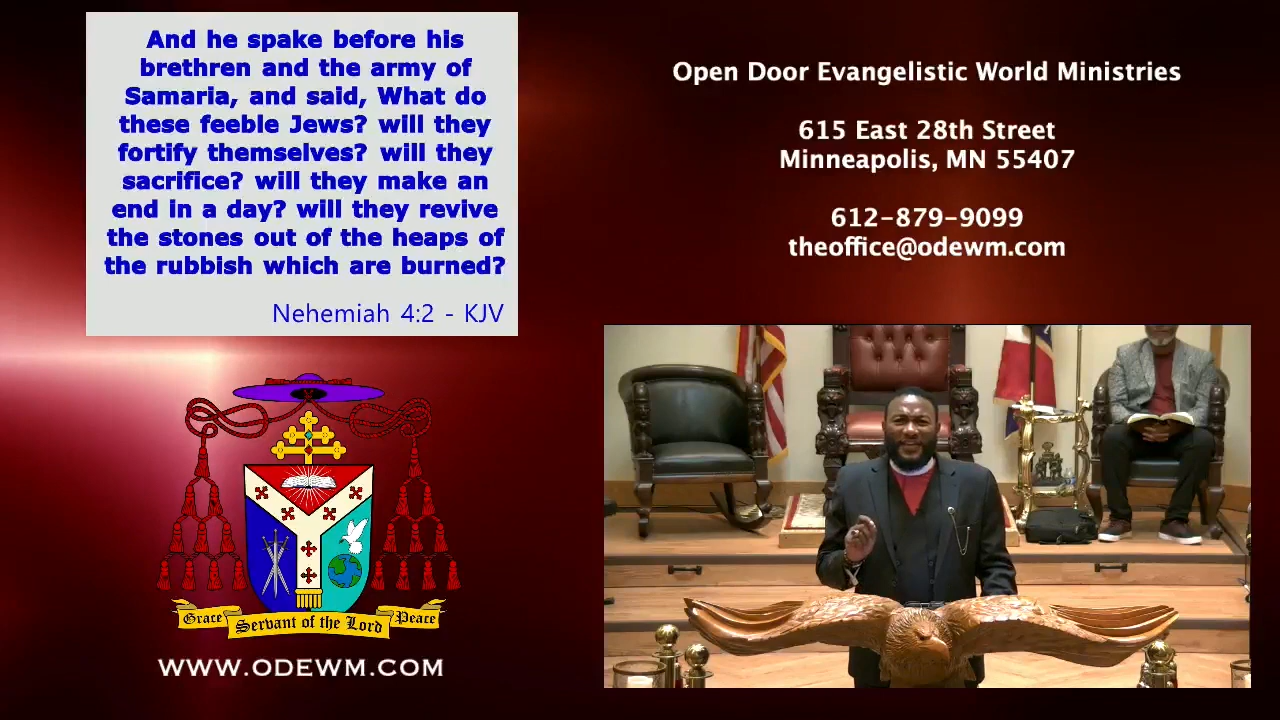 And he spake before his
brethren and the army of
Samaria, and said, What do
these feeble Jews? will they
fortify themselves? will they
sacrifice? will they make an
end in a day? will they revive
the stones out of the heaps of
the rubbish which are burned?
Nehemiah 4:2 - KJV
Open Door Evangelistic World Ministries
615 East 28th Street
Minneapolis, MN 55407
612-879-9099
theoffice@odewm.com
Grace
Servant of the Lord
Peace
WWW.ODEWM.COM